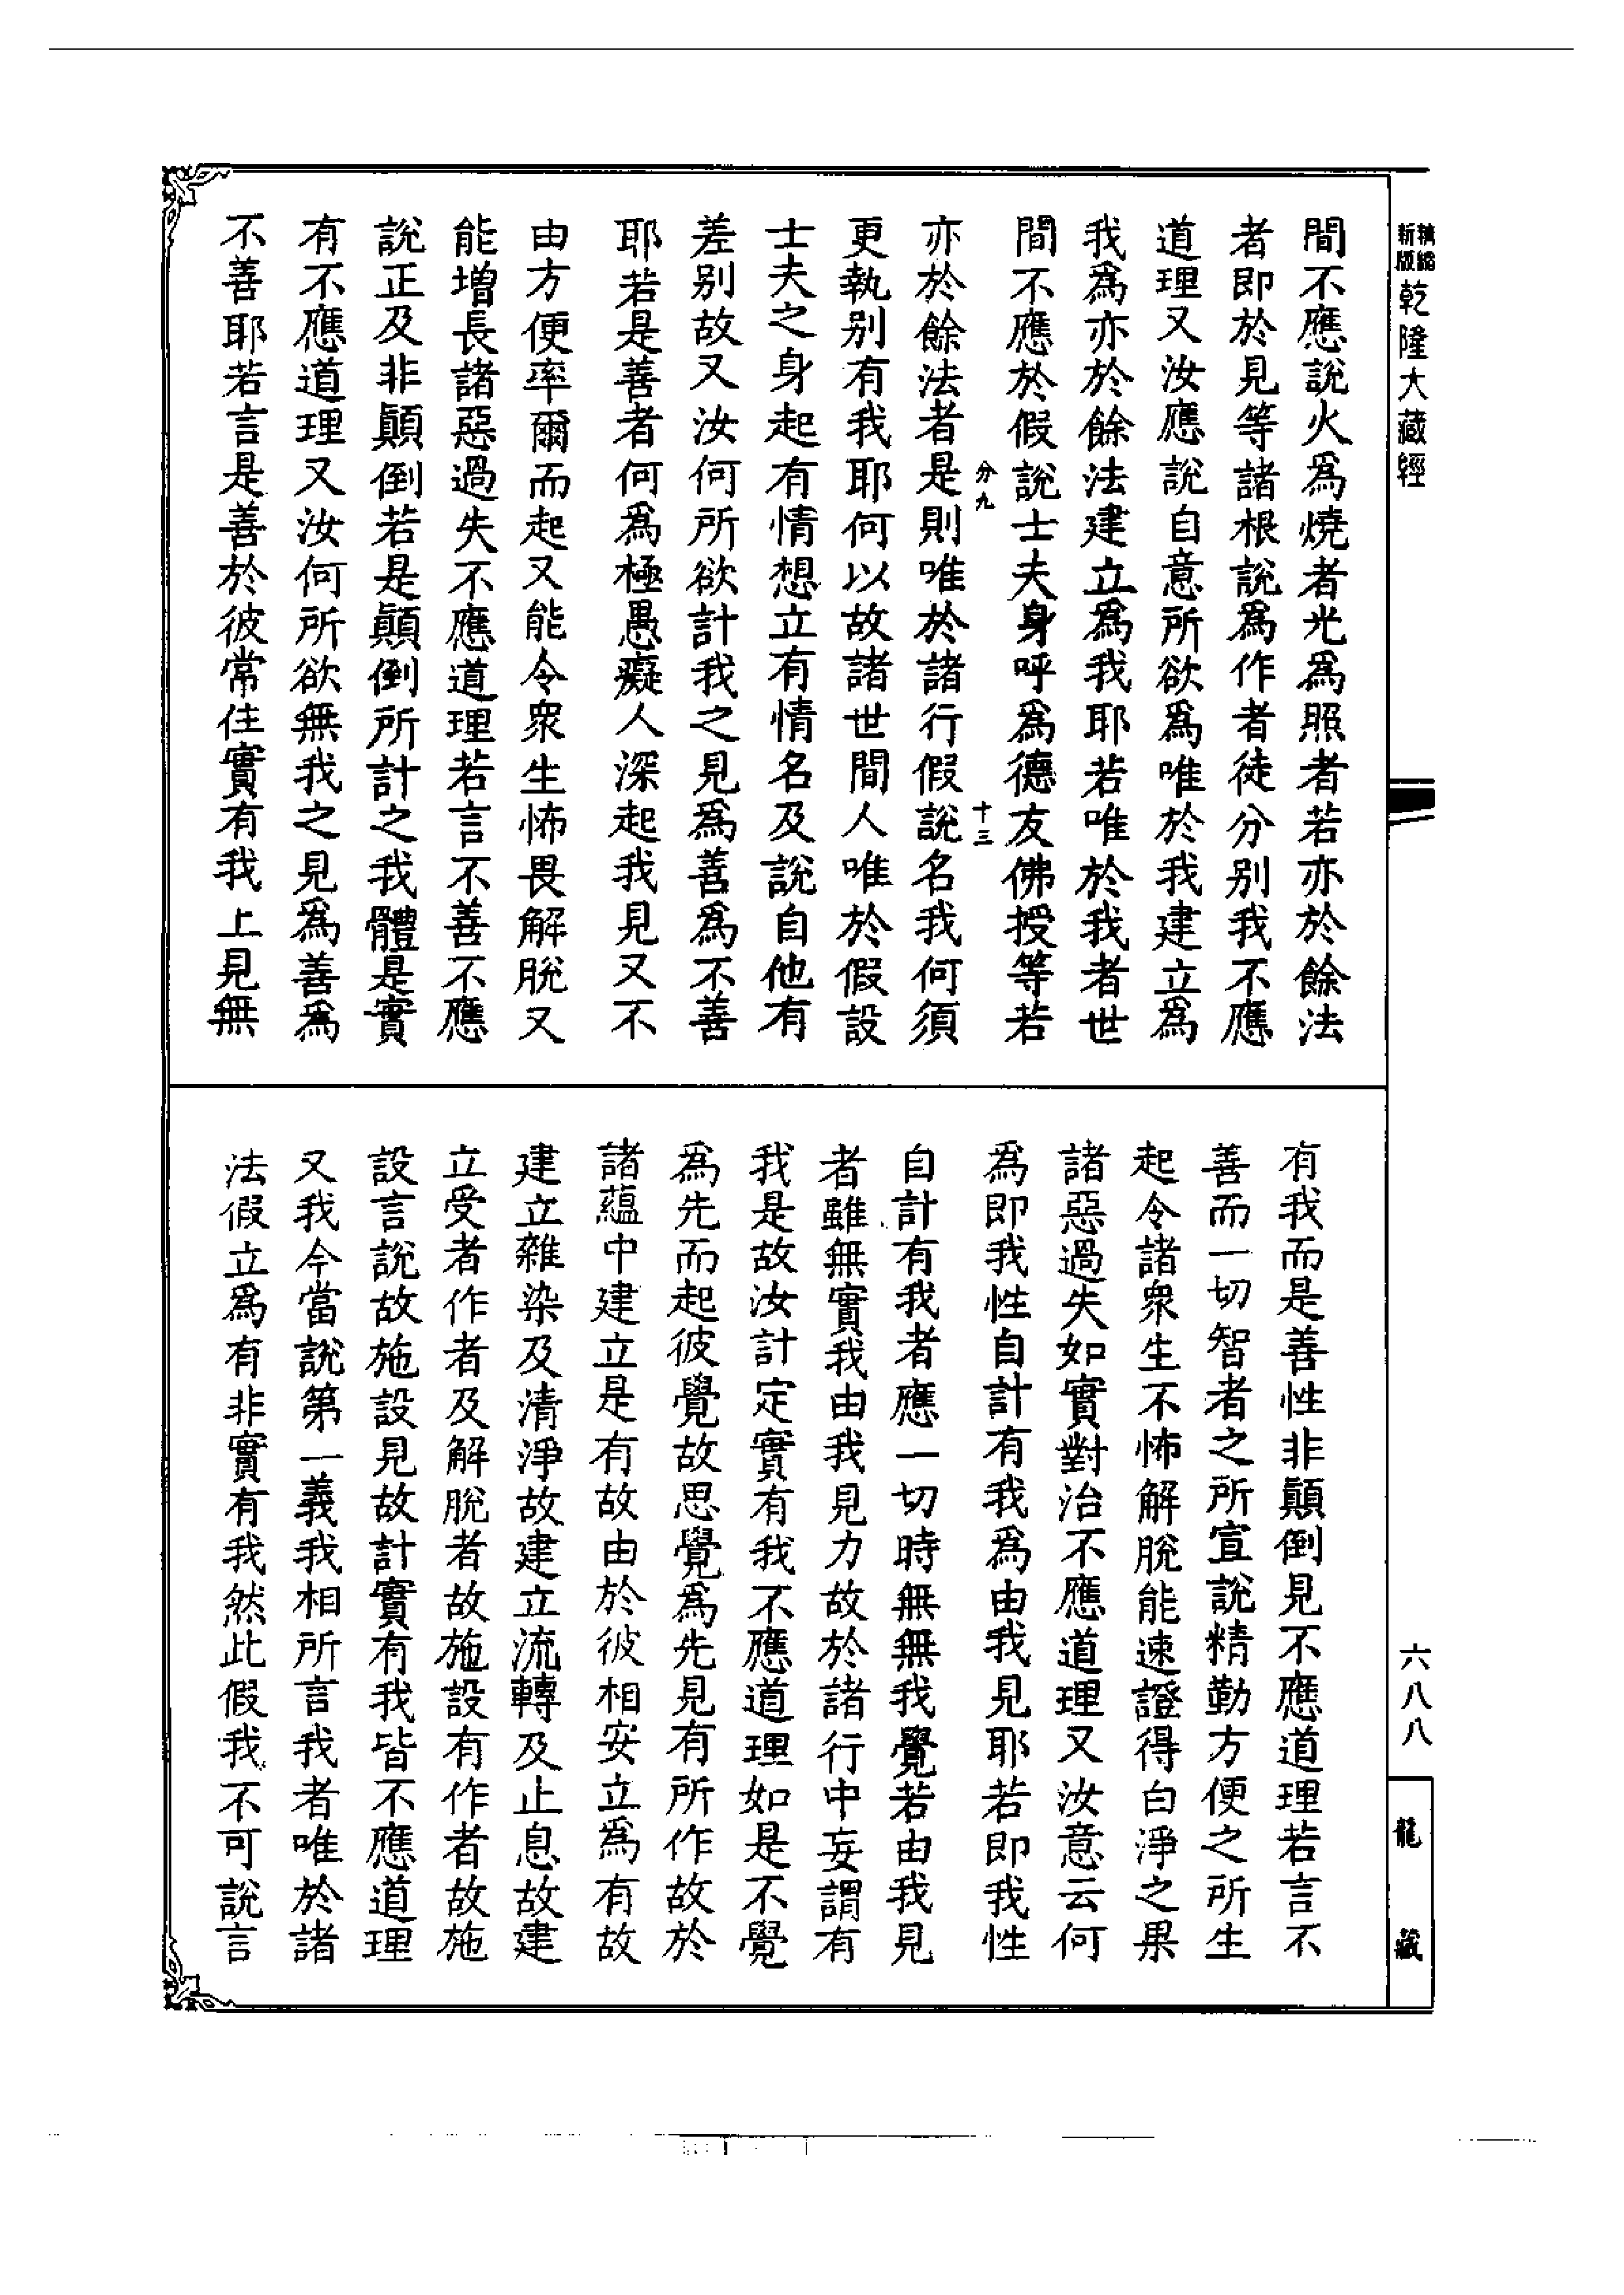 精縮新版乾隆大藏經
間不應說火爲燒者光爲照者若亦於餘法
者即於見等諸根說爲作者徒分別我不應
道理又汝應說自意所欲爲唯於我建立爲
我爲亦於餘法建立爲我耶若唯於我者世
間不應於假說士夫身呼爲德友佛授等若
分九 十三
亦於餘法者是則唯於諸行假說名我何須
更執別有我耶何以故諸世間人唯於假設
士夫之身起有情想立有情名及說自他有
差別故又汝何所欲計我之見爲善爲不善
耶若是善者何爲極愚癡人深起我見又不
由方便率爾而起又能令衆生怖畏解脫又
能增長諸惡過失不應道理若言不善不應
說正及非顛倒若是顛倒所計之我體是實
有不應道理又汝何所欲無我之見爲善爲
不善耶若言是善於彼常住實有我上見無
有我而是善性非顛倒見不應道理若言不
善而一切智者之所宣說精勤方便之所生
起令諸衆生不怖解脫能速證得白淨之果
諸惡過失如實對治不應道理又汝意云何
爲即我性自計有我爲由我見耶若即我性
自計有我者應一切時無無我覺若由我見
者雖無實我由我見力故於諸行中妄謂有
我是故汝計定實有我不應道理如是不覺
爲先而起彼覺故思覺爲先見有所作故於
諸蘊中建立是有故由於彼相安立爲有故
建立雜染及清淨故建立流轉及止息故建
立受者作者及解脫者故施設有作者故施
設言說故施設見故計實有我皆不應道理
又我今當說第一義我相所言我者唯於諸
法假立爲有非實有我然此假我不可說言
六八八
龍藏